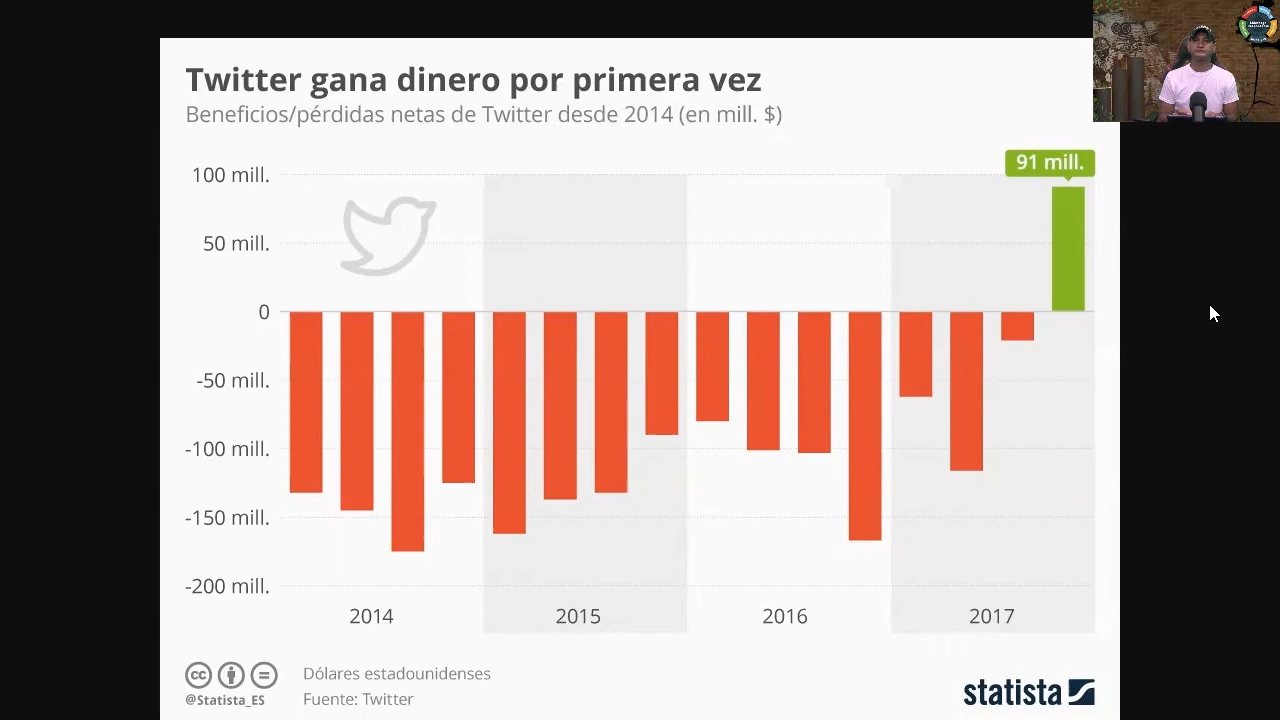 Twitter gana dinero por primera vez
Beneficios/pérdidas netas de Twitter desde 2014 (en mill. $)
91 mill.
100 mill.
50 mill.
0
-50 mill.
-100 mill.
-150 mill.
-200 mill.
2014 2015 2016 2017
cc
@Statista_ES
Dólares estadounidenses
Fuente: Twitter
statista